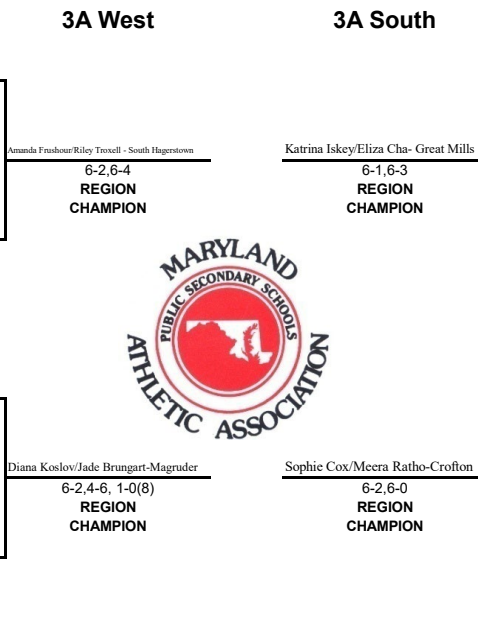 3A West
3A South
Amanda Frushour/Riley Troxell - South Hagerstown
Katrina Iskey/Eliza Cha- Great Mills
6-2,6-4
6-1,6-3
REGION
REGION
CHAMPION
CHAMPION
MARYLAND
PUBLIC SECONDARY SCHOOLS
ATHLETIC ASSOCIATION
Diana Koslov/Jade Brungart-Magruder
Sophie Cox/Meera Ratho-Crofton
6-2,4-6, 1-0(8)
6-2,6-0
REGION
REGION
CHAMPION
CHAMPION